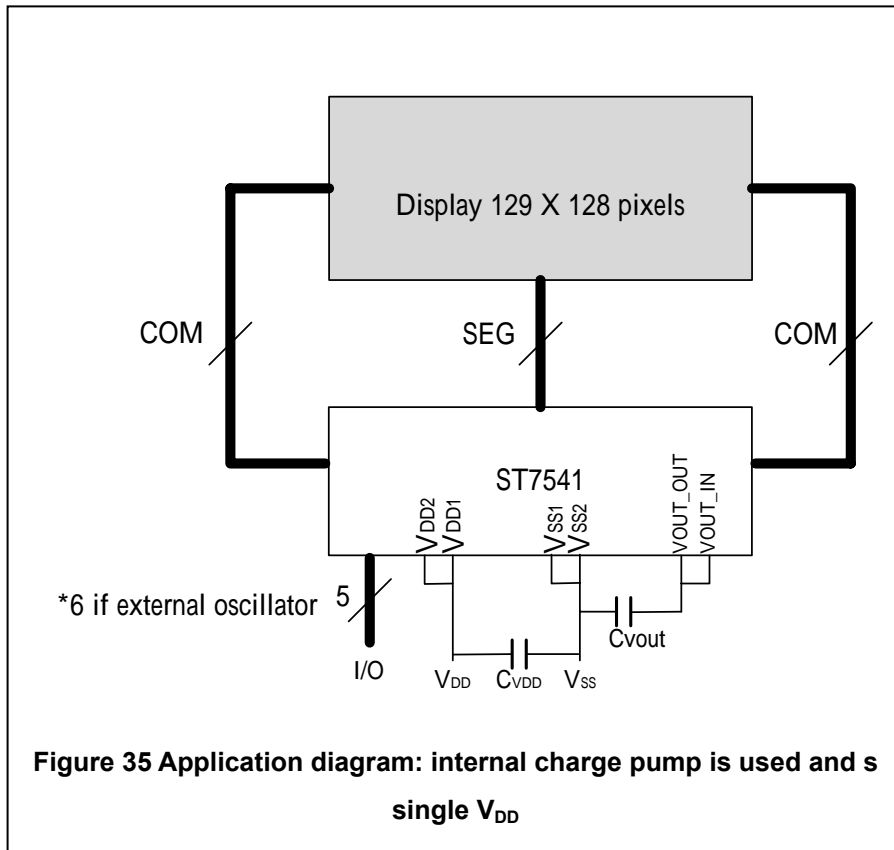 Display 129 X 128 pixels
COM
SEG
COM
ST7541
VDD2
VDD1
VSS1
VSS2
VOUT_OUT
VOUT_IN
*6 if external oscillator
5
I/O
VDD
CVDD
VSS
Cvout
Figure 35 Application diagram: internal charge pump is used and s
single VDD